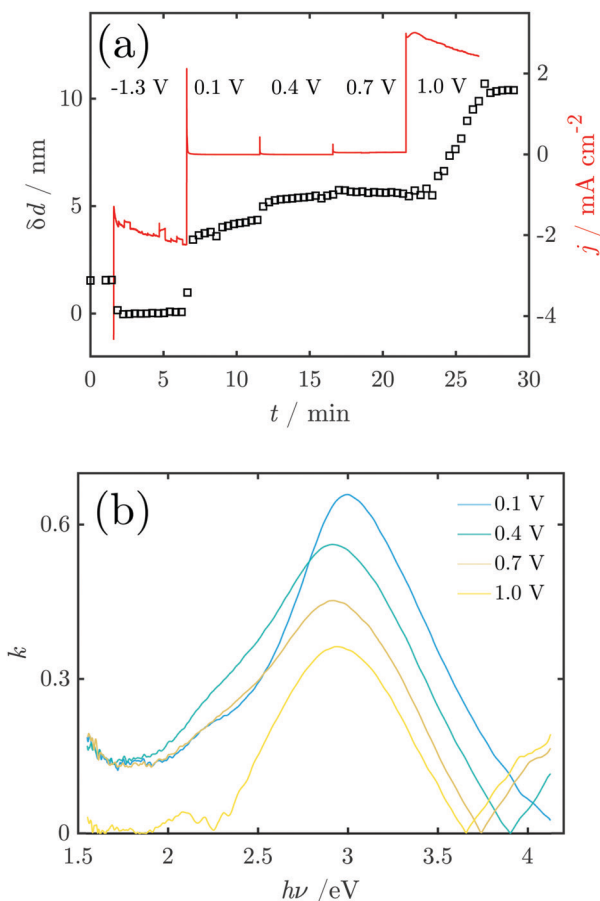 (a)
-1.3 V 0.1 V 0.4 V 0.7 V 1.0 V
10
5
0
δd / nm
2
0
-2
-4
j / mA cm⁻²
0 5 10 15 20 25 30
t / min
(b)
0.1 V
0.4 V
0.7 V
1.0 V
0.6
0.3
0
k
1.5 2 2.5 3 3.5 4
hν /eV